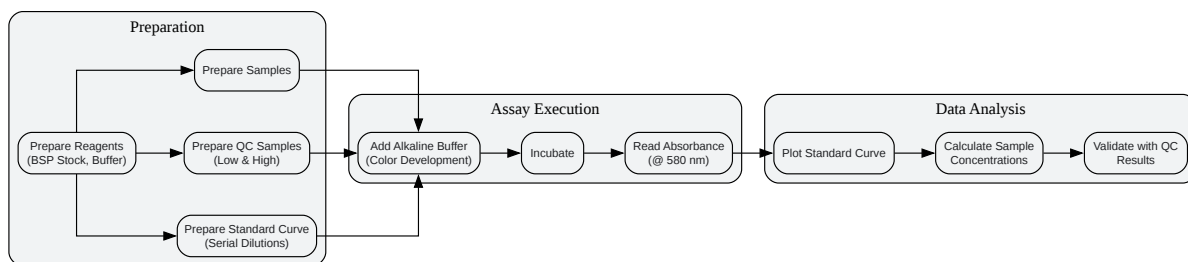 Preparation
Prepare Samples
Prepare Reagents
(BSP Stock, Buffer)
Prepare QC Samples
(Low & High)
Prepare Standard Curve
(Serial Dilutions)
Assay Execution
Add Alkaline Buffer
(Color Development)
Incubate
Read Absorbance
(@ 580 nm)
Data Analysis
Plot Standard Curve
Calculate Sample
Concentrations
Validate with QC
Results